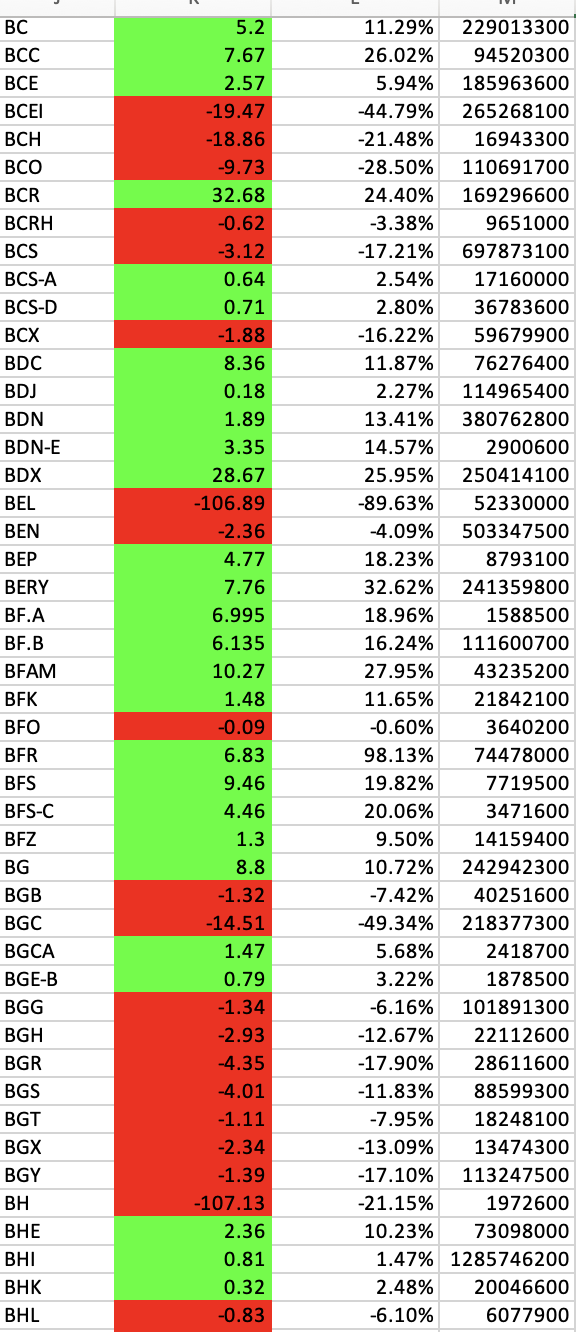 BC 5.2 11.29% 229013300
BCC 7.67 26.02% 94520300
BCE 2.57 5.94% 185963600
BCEI -19.47 -44.79% 265268100
BCH -18.86 -21.48% 16943300
BCO -9.73 -28.50% 110691700
BCR 32.68 24.40% 169296600
BCRH -0.62 -3.38% 9651000
BCS -3.12 -17.21% 697873100
BCS-A 0.64 2.54% 17160000
BCS-D 0.71 2.80% 36783600
BCX -1.88 -16.22% 59679900
BDC 8.36 11.87% 76276400
BDJ 0.18 2.27% 114965400
BDN 1.89 13.41% 380762800
BDN-E 3.35 14.57% 2900600
BDX 28.67 25.95% 250414100
BEL -106.89 -89.63% 52330000
BEN -2.36 -4.09% 503347500
BEP 4.77 18.23% 8793100
BERY 7.76 32.62% 241359800
BF.A 6.995 18.96% 1588500
BF.B 6.135 16.24% 111600700
BFAM 10.27 27.95% 43235200
BFK 1.48 11.65% 21842100
BFO -0.09 -0.60% 3640200
BFR 6.83 98.13% 74478000
BFS 9.46 19.82% 7719500
BFS-C 4.46 20.06% 3471600
BFZ 1.3 9.50% 14159400
BG 8.8 10.72% 242942300
BGB -1.32 -7.42% 40251600
BGC -14.51 -49.34% 218377300
BGCA 1.47 5.68% 2418700
BGE-B 0.79 3.22% 1878500
BGG -1.34 -6.16% 101891300
BGH -2.93 -12.67% 22112600
BGR -4.35 -17.90% 28611600
BGS -4.01 -11.83% 88599300
BGT -1.11 -7.95% 18248100
BGX -2.34 -13.09% 13474300
BGY -1.39 -17.10% 113247500
BH -107.13 -21.15% 1972600
BHE 2.36 10.23% 73098000
BHI 0.81 1.47% 1285746200
BHK 0.32 2.48% 20046600
BHL -0.83 -6.10% 6077900